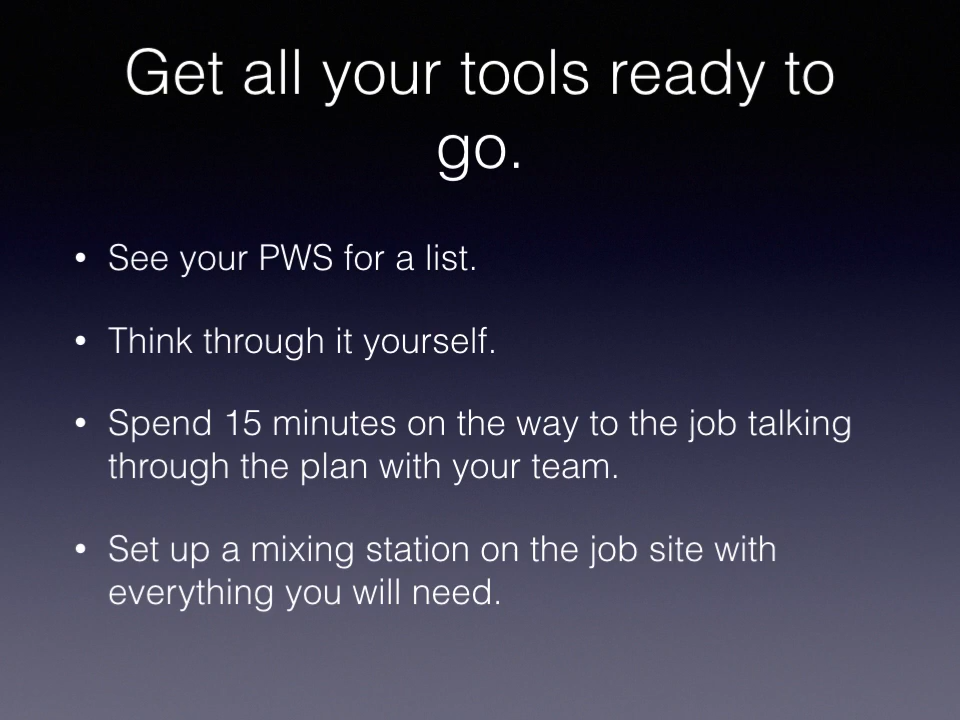 Get all your tools ready to
go.
• See your PWS for a list.
• Think through it yourself.
• Spend 15 minutes on the way to the job talking
through the plan with your team.
• Set up a mixing station on the job site with
everything you will need.